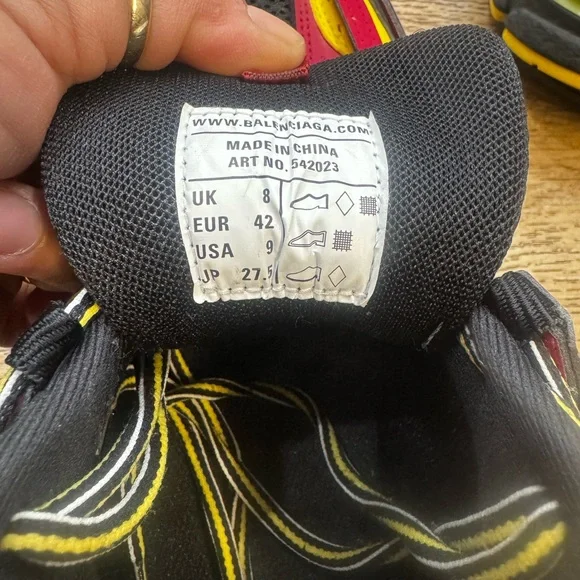 WWW.BALENCIAGA.COM
MADE IN CHINA
ART NO. 542023
UK 8
EUR 42
USA 9
JP 27.5